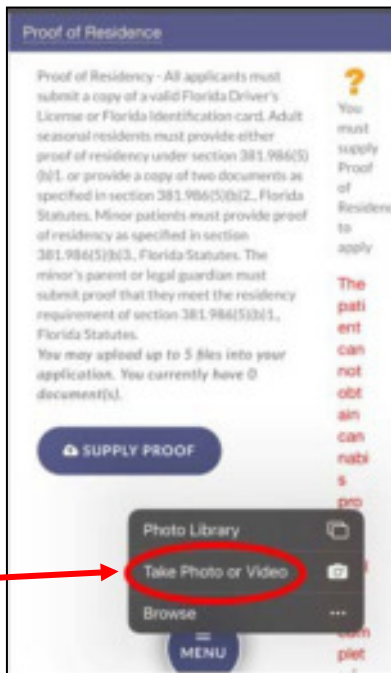 Proof of Residence
Proof of Residency - All applicants must
submit a copy of a valid Florida Driver's
License or Florida Identification card. Adult
seasonal residents must provide either
proof of residency under section 381.986(5)
(b)1. or provide a copy of two documents as
specified in section 381.986(5)(b)2., Florida
Statutes. Minor patients must provide proof
of residency as specified in section
381.986(5)(b)3., Florida Statutes. The
minor's parent or legal guardian must
submit proof that they meet the residency
requirement of section 381.986(5)(b)1.,
Florida Statutes.
You may upload up to 5 files into your
application. You currently have 0
document(s).
SUPPLY PROOF
?
You
must
supply
Proof
of
Residenc
to
apply
The
pati
ent
can
not
obt
ain
can
nabi
s
pro
plet
Photo Library
Take Photo or Video
Browse
MENU